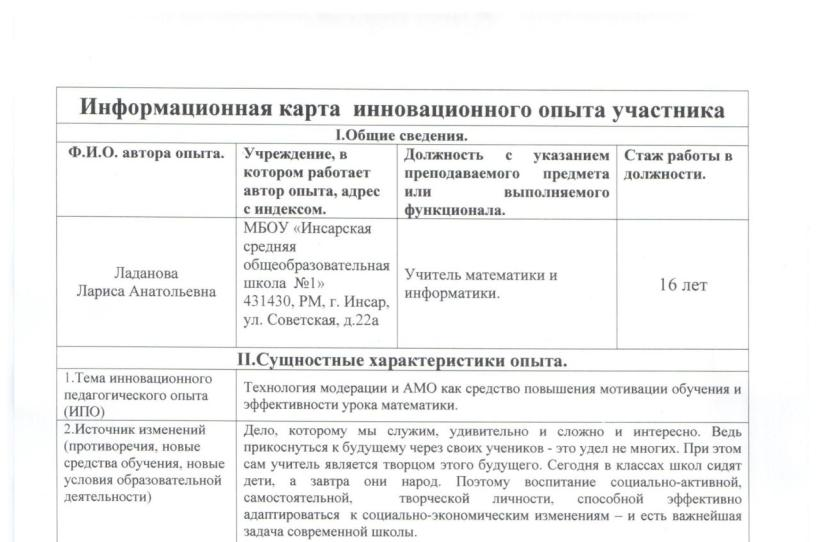 Информационная карта инновационного опыта участника
I.Общие сведения.
Ф.И.О. автора опыта.
Учреждение, в
котором работает
автор опыта, адрес
с индексом.
Должность с указанием
преподаваемого предмета
или выполняемого
функционала.
Стаж работы в
должности.
Ладанова
Лариса Анатольевна
МБОУ «Инсарская
средняя
общеобразовательная
школа №1»
431430, РМ, г. Инсар,
ул. Советская, д.22а
Учитель математики и
информатики.
16 лет
II.Сущностные характеристики опыта.
1.Тема инновационного
педагогического опыта
(ИПО)
Технология модерации и АМО как средство повышения мотивации обучения и
эффективности урока математики.
2.Источник изменений
(противоречия, новые
средства обучения, новые
условия образовательной
деятельности)
Дело, которому мы служим, удивительно и сложно и интересно. Ведь
прикоснуться к будущему через своих учеников - это удел не многих. При этом
сам учитель является творцом этого будущего. Сегодня в классах школ сидят
дети, а завтра они народ. Поэтому воспитание социально-активной,
самостоятельной, творческой личности, способной эффективно
адаптироваться к социально-экономическим изменениям – и есть важнейшая
задача современной школы.